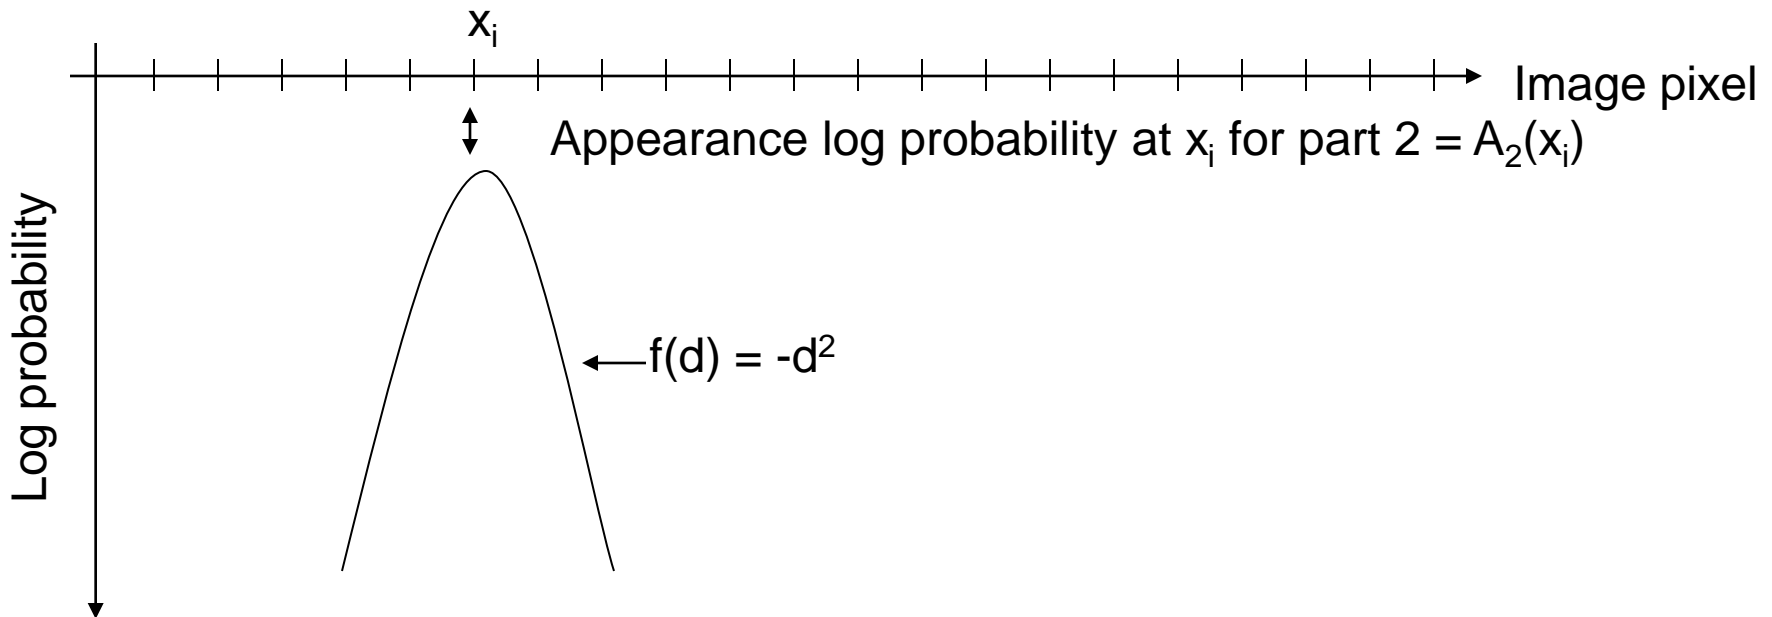 xᵢ
Image pixel
Appearance log probability at xᵢ for part 2 = A₂(xᵢ)
Log probability
f(d) = -d²